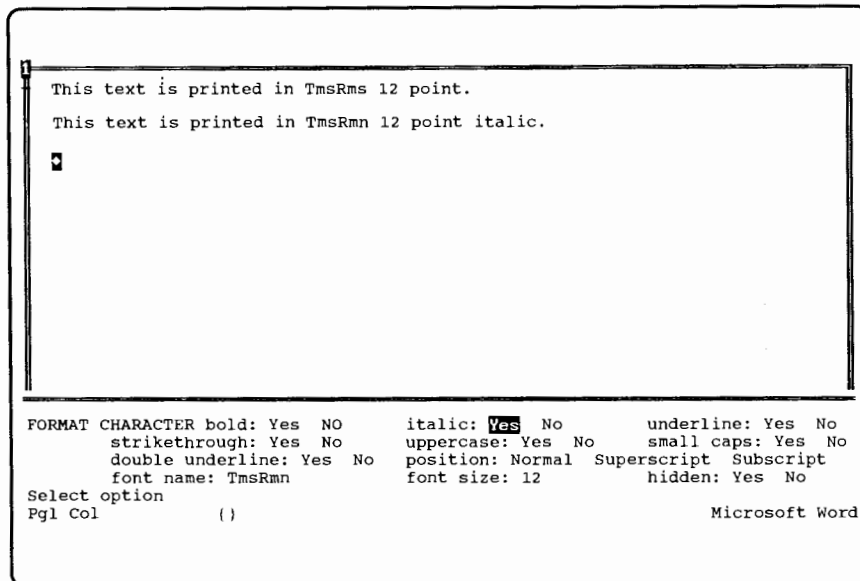 1
This text is printed in TmsRms 12 point.
This text is printed in TmsRmn 12 point italic.
FORMAT CHARACTER bold: Yes NO italic: Yes No underline: Yes No
strikethrough: Yes No uppercase: Yes No small caps: Yes No
double underline: Yes No position: Normal Superscript Subscript
font name: TmsRmn font size: 12 hidden: Yes No
Select option
Pgl Col {} Microsoft Word